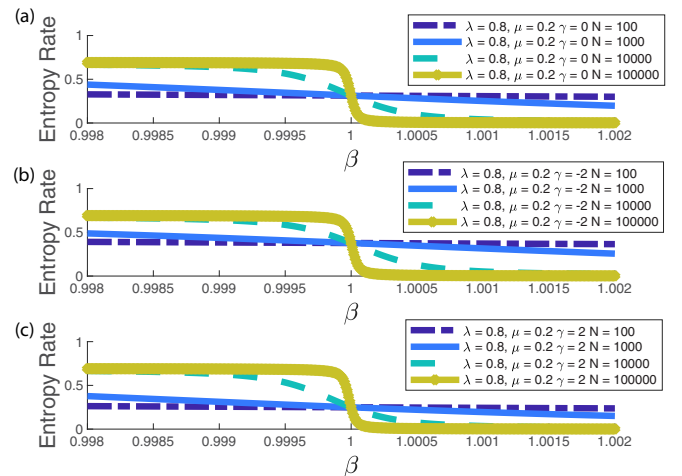 (a)
λ = 0.8, μ = 0.2 γ = 0 N = 100
λ = 0.8, μ = 0.2 γ = 0 N = 1000
λ = 0.8, μ = 0.2 γ = 0 N = 10000
λ = 0.8, μ = 0.2 γ = 0 N = 100000
Entropy Rate
1
0.5
0
0.998 0.9985 0.999 0.9995 1 1.0005 1.001 1.0015 1.002
β
(b)
λ = 0.8, μ = 0.2 γ = -2 N = 100
λ = 0.8, μ = 0.2 γ = -2 N = 1000
λ = 0.8, μ = 0.2 γ = -2 N = 10000
λ = 0.8, μ = 0.2 γ = -2 N = 100000
Entropy Rate
1
0.5
0
0.998 0.9985 0.999 0.9995 1 1.0005 1.001 1.0015 1.002
β
(c)
λ = 0.8, μ = 0.2 γ = 2 N = 100
λ = 0.8, μ = 0.2 γ = 2 N = 1000
λ = 0.8, μ = 0.2 γ = 2 N = 10000
λ = 0.8, μ = 0.2 γ = 2 N = 100000
Entropy Rate
1
0.5
0
0.998 0.9985 0.999 0.9995 1 1.0005 1.001 1.0015 1.002
β